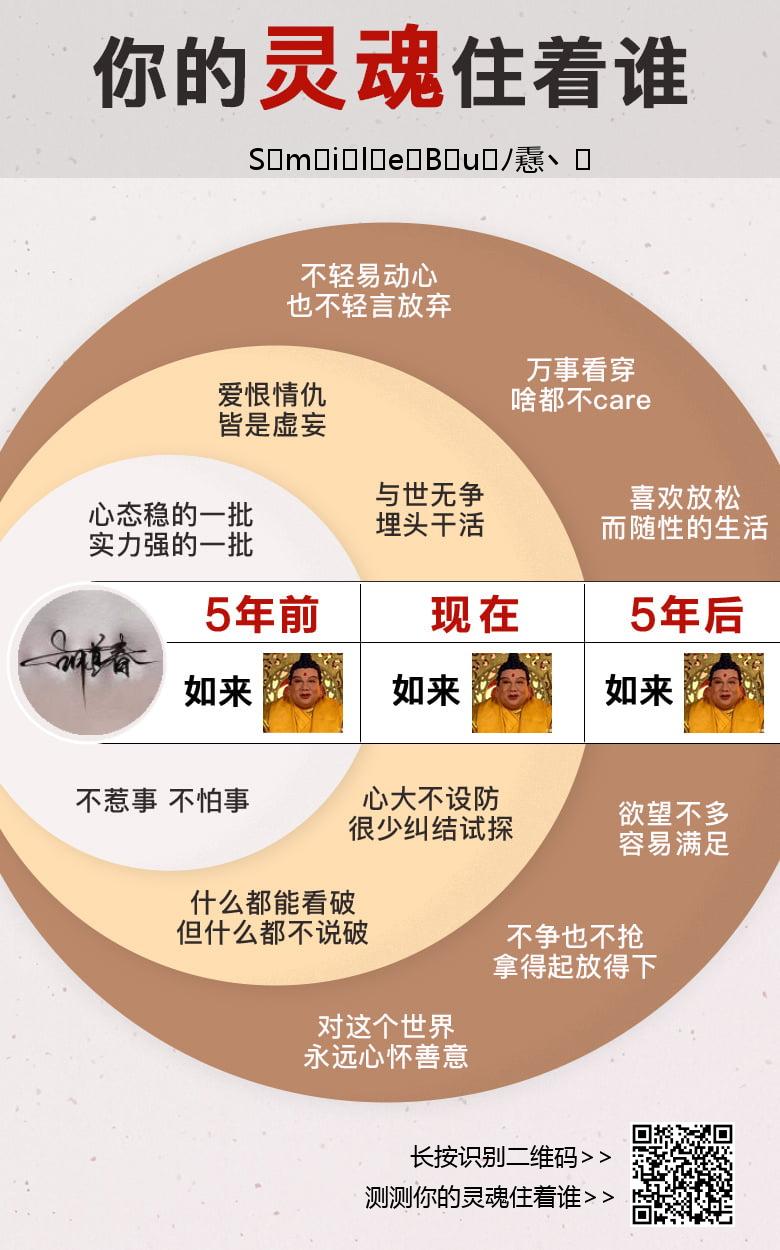 你的灵魂住着谁
S□m□i□l□e□B□u□ﾉ㦤丶 □
不轻易动心
也不轻言放弃
万事看穿
啥都不care
喜欢放松
而随性的生活
爱恨情仇
皆是虚妄
与世无争
埋头干活
心态稳的一批
实力强的一批
5年前
现在
5年后
如来
如来
如来
不惹事 不怕事
心大不设防
很少纠结试探
欲望不多
容易满足
什么都能看破
但什么都不说破
不争也不抢
拿得起放得下
对这个世界
永远心怀善意
长按识别二维码>>
测测你的灵魂住着谁>>